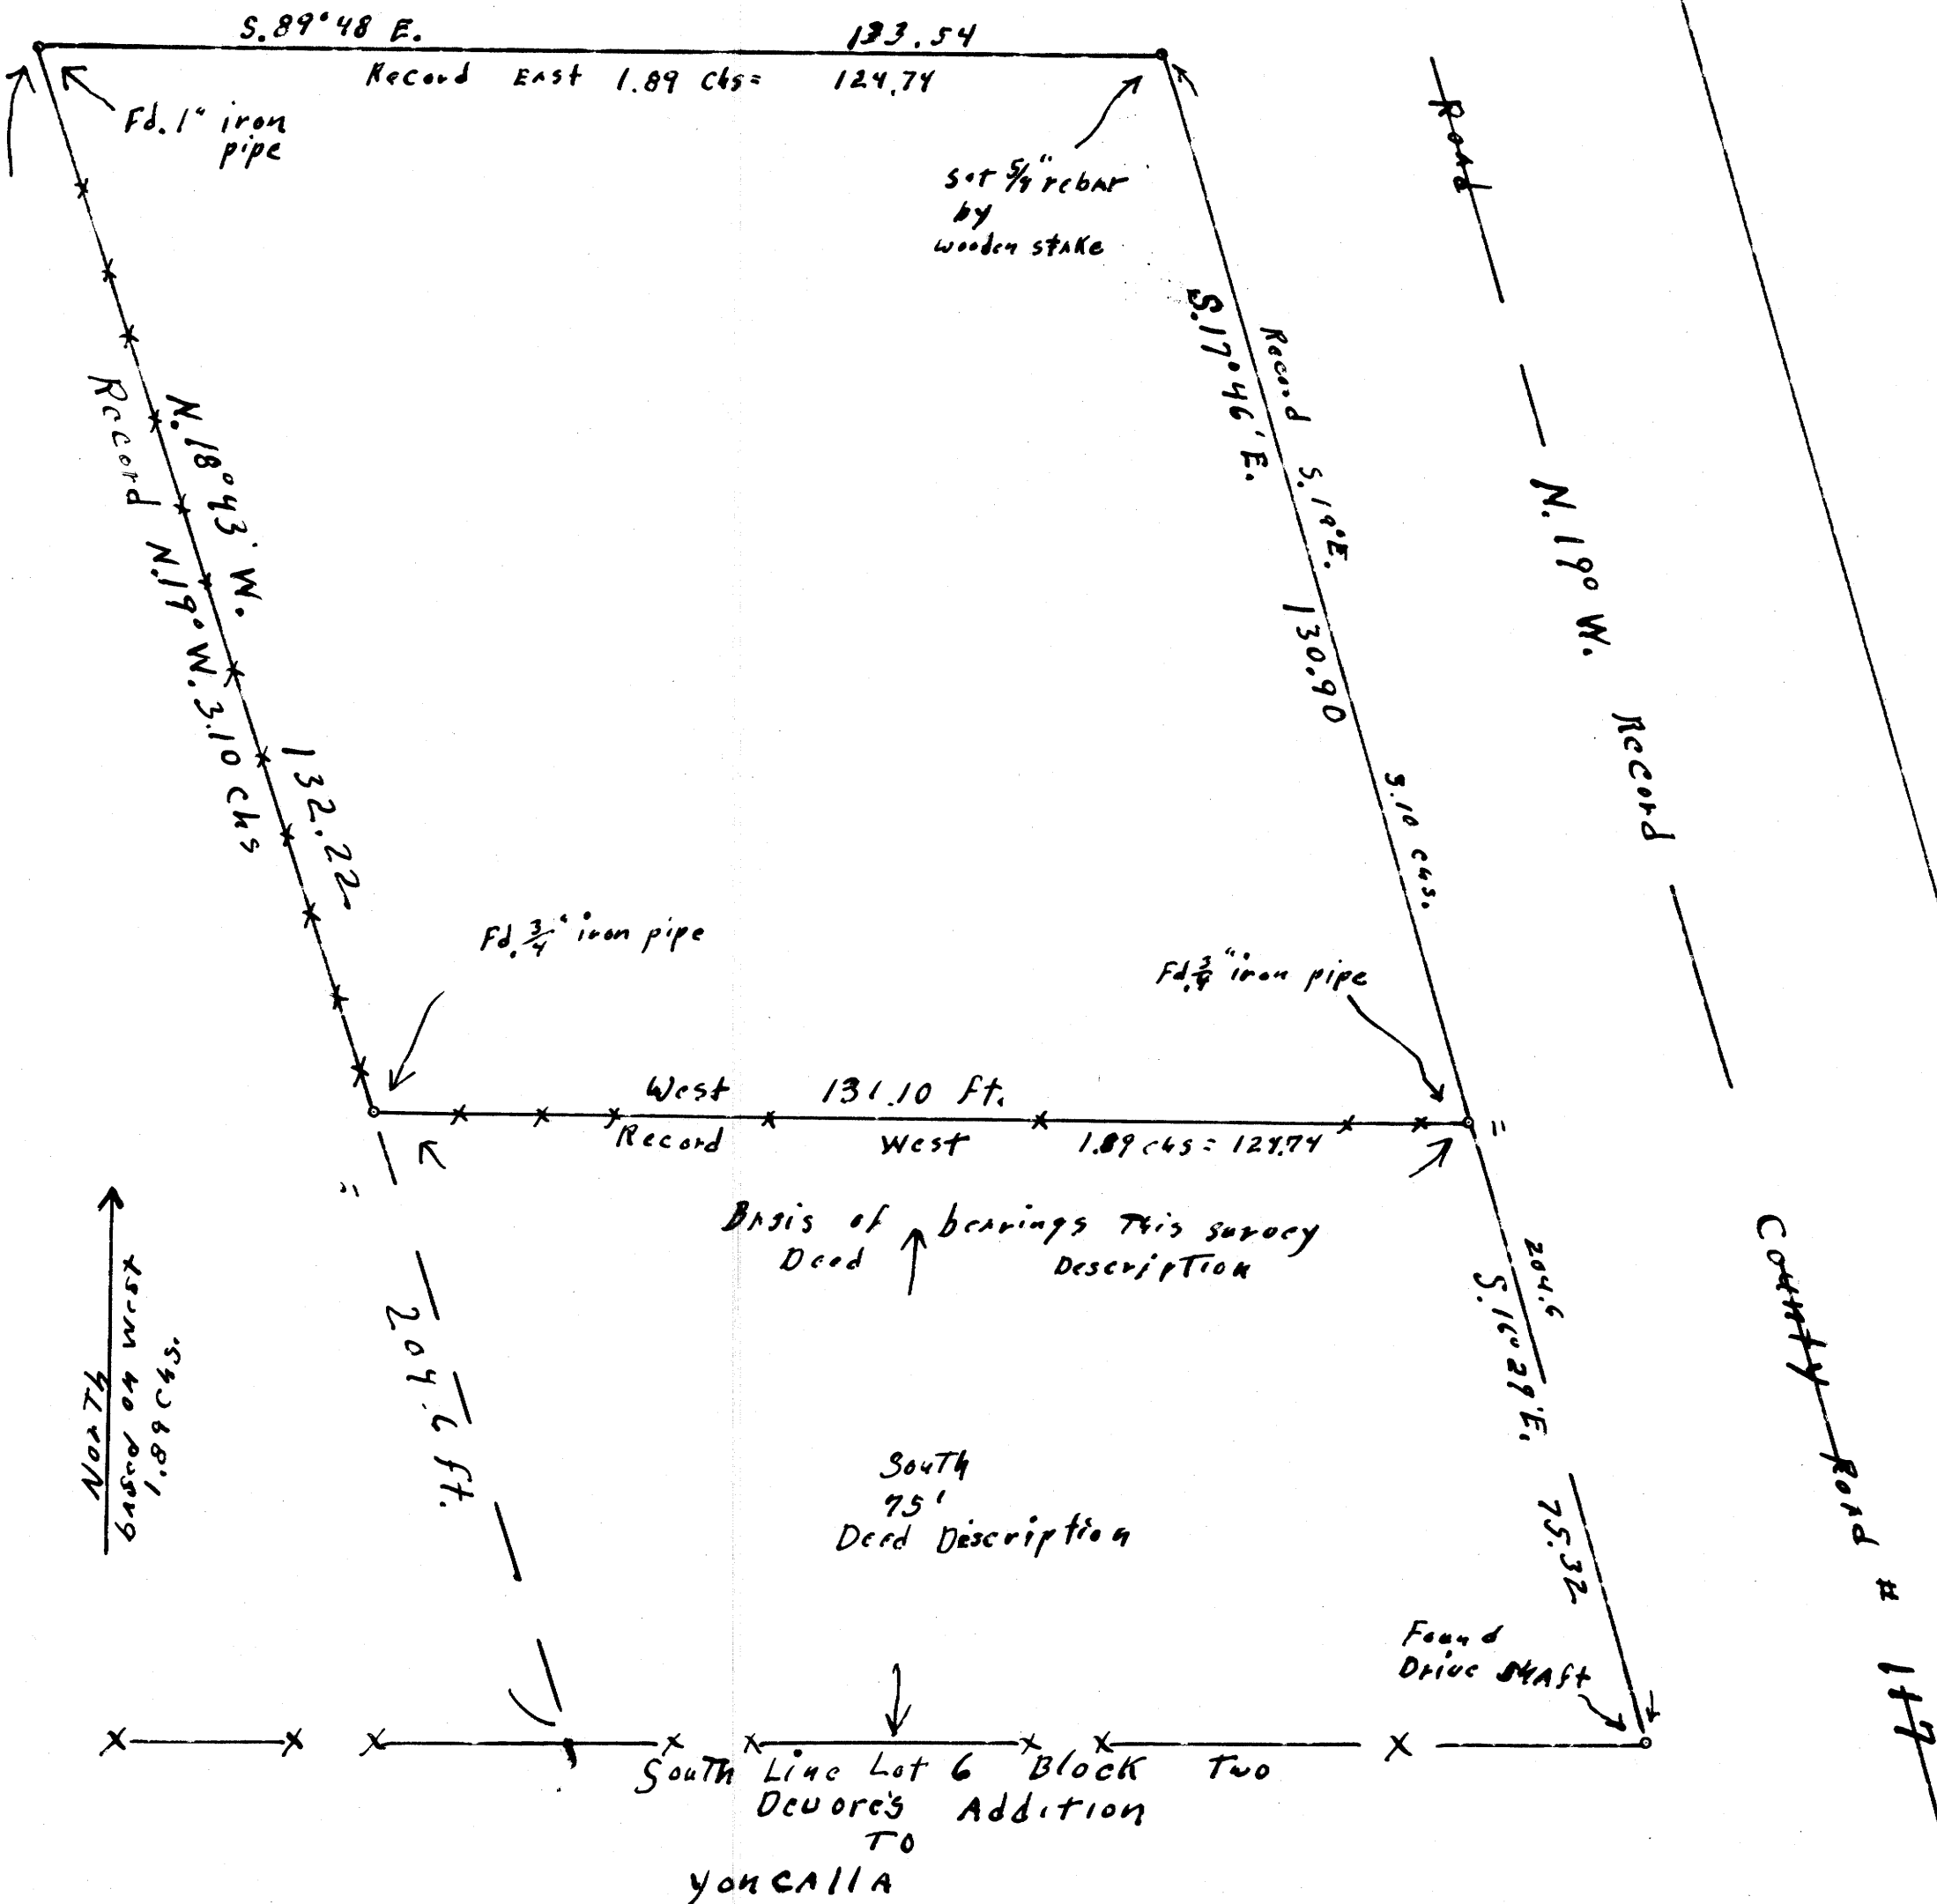 S. 89°48 E. 133.54
Record East 1.89 chs = 124.74
Fd. 1" iron
pipe
Set 5/8" rebar
by
wooden stake
Road
N. 19° W. Record
Record S. 19° E. 3.10 chs.
S. 17°46' E. 130.90
N. 18°43' W. 132.22
Record N. 19° W. 3.10 chs
Fd. 3/4" iron pipe
Fd. 3/4" iron pipe
West 131.10 ft.
Record West 1.89 chs = 124.74
Basis of bearings This survey
Deed Description
North
based on West
1.89 Chs.
204.6 ft.
204.6
S. 16°29' E. 75.32
South
75'
Deed Description
County Road # 147
Found
Drive Shaft
South Line Lot 6 Block Two
Devore's Addition
To
YonCAllA